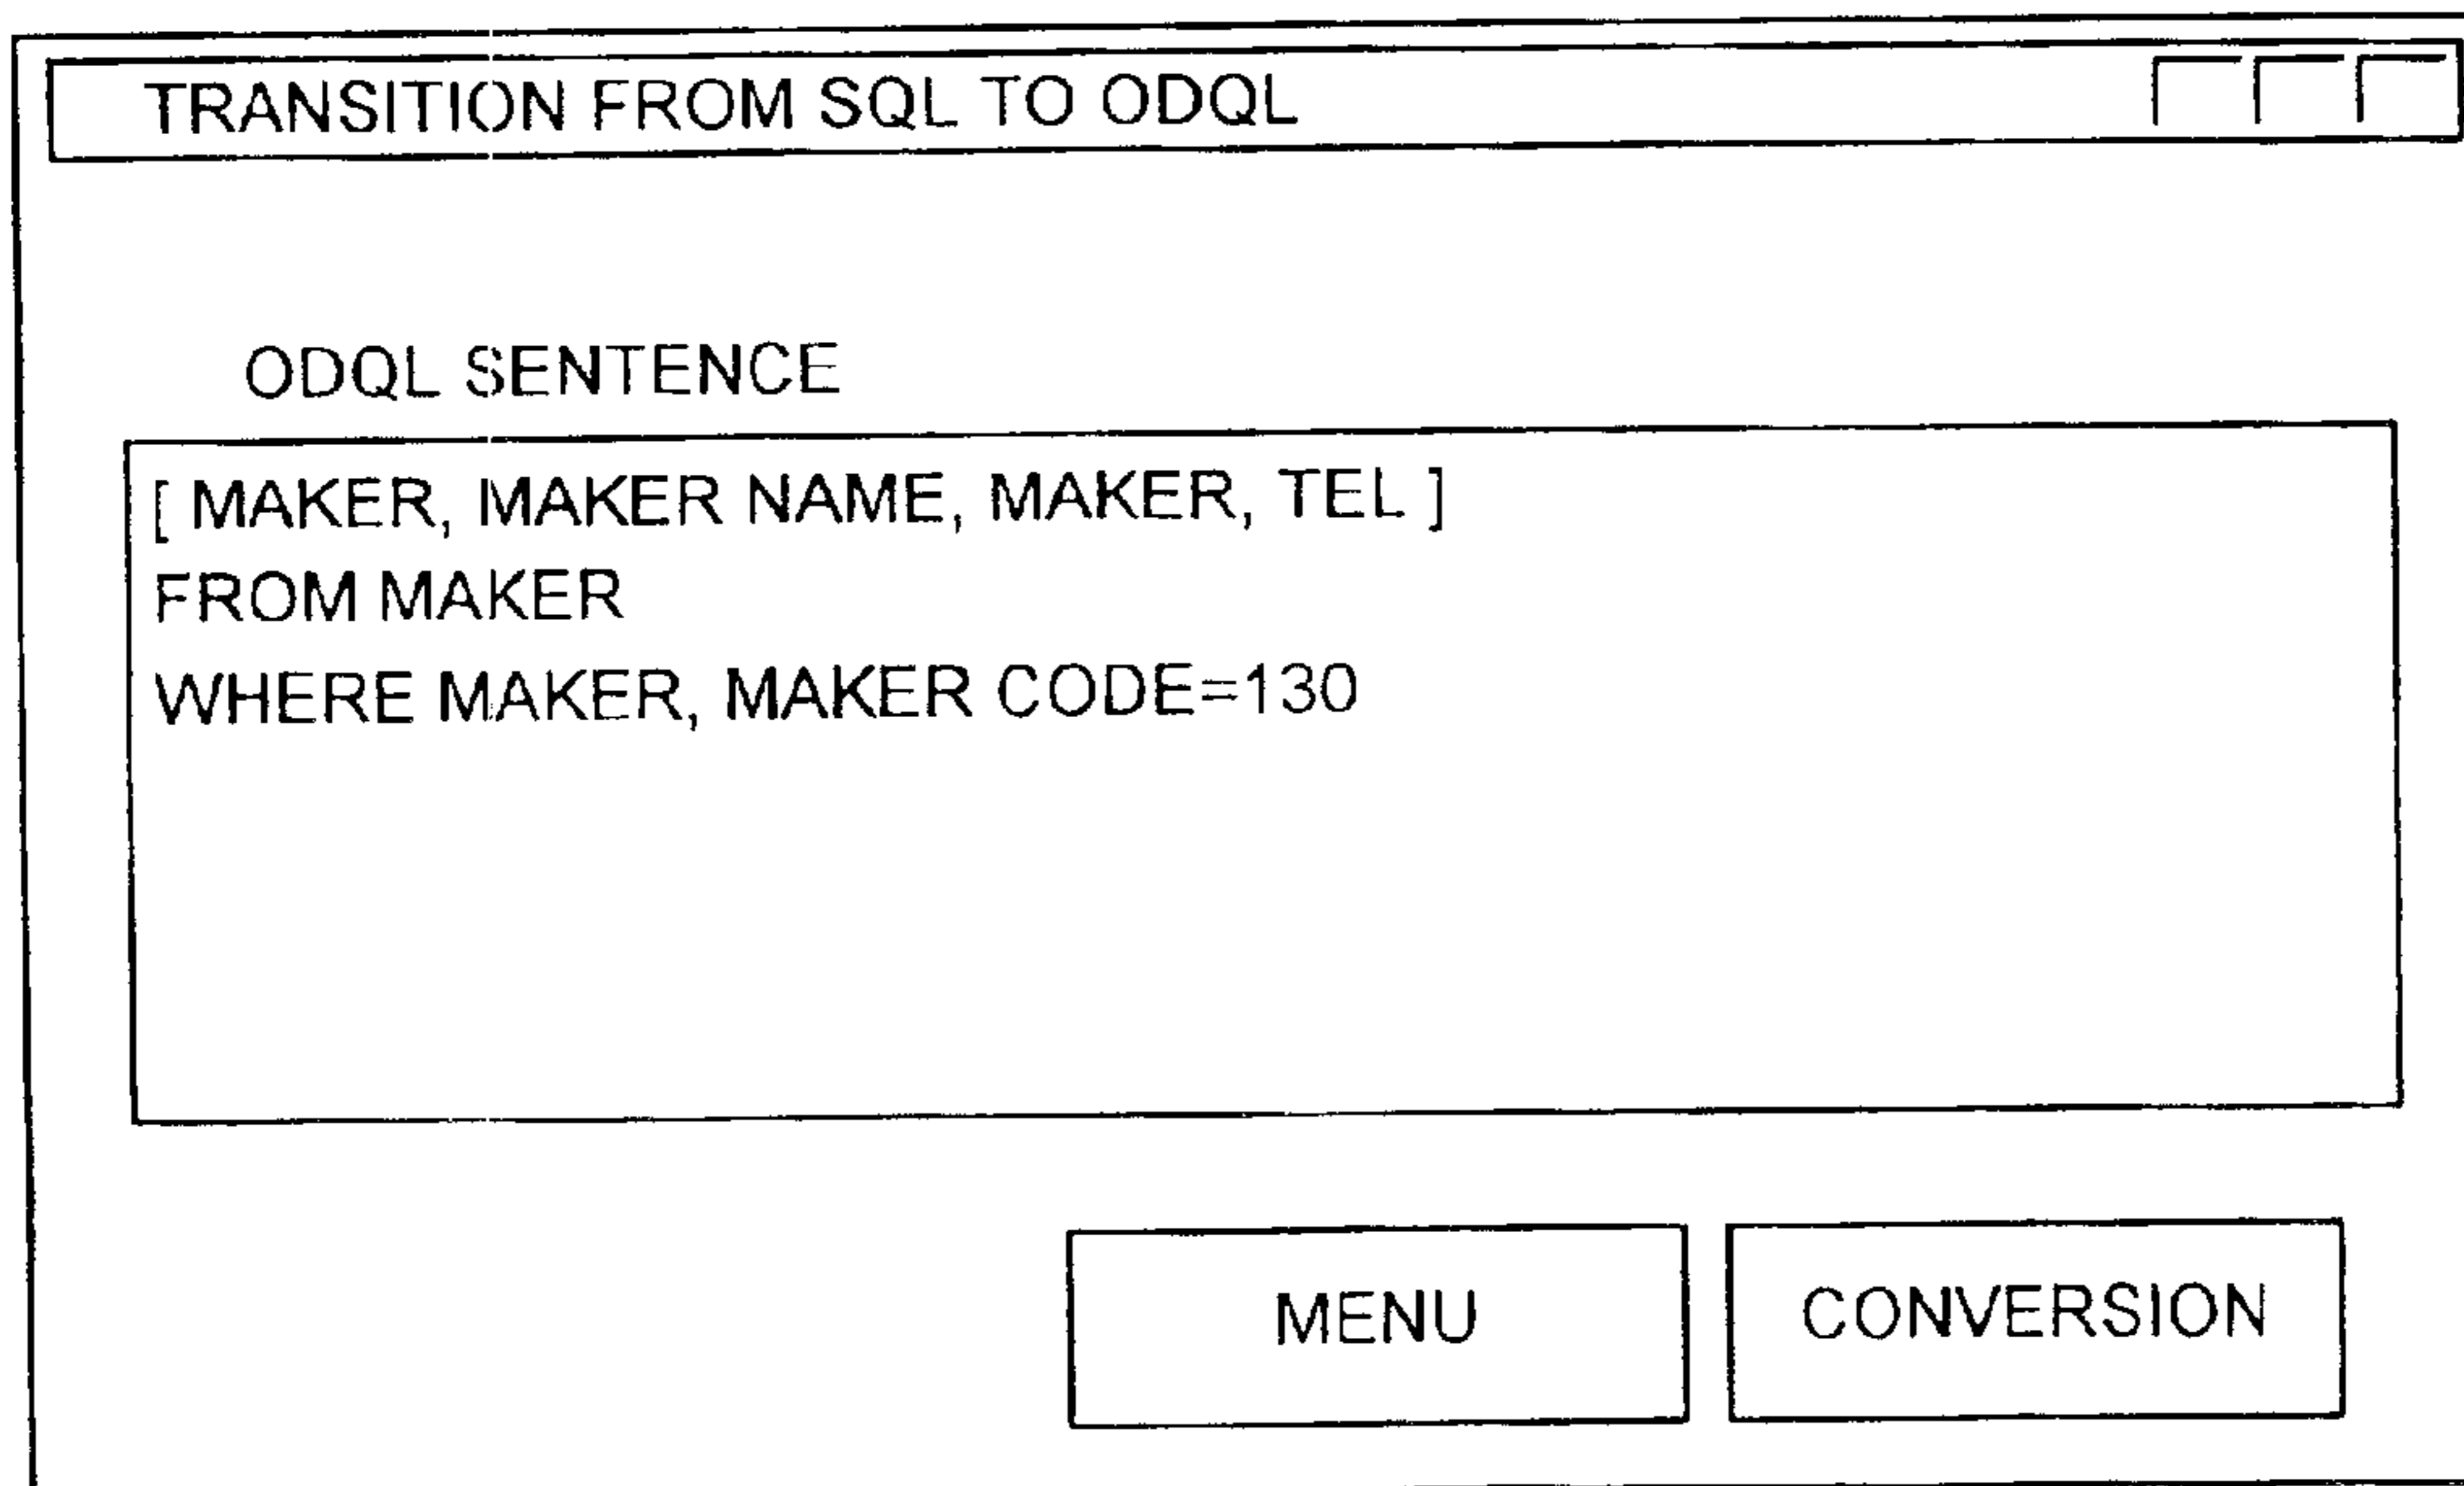 TRANSITION FROM SQL TO ODQL
ODQL SENTENCE
[ MAKER, MAKER NAME, MAKER, TEL ]
FROM MAKER
WHERE MAKER, MAKER CODE=130
MENU
CONVERSION